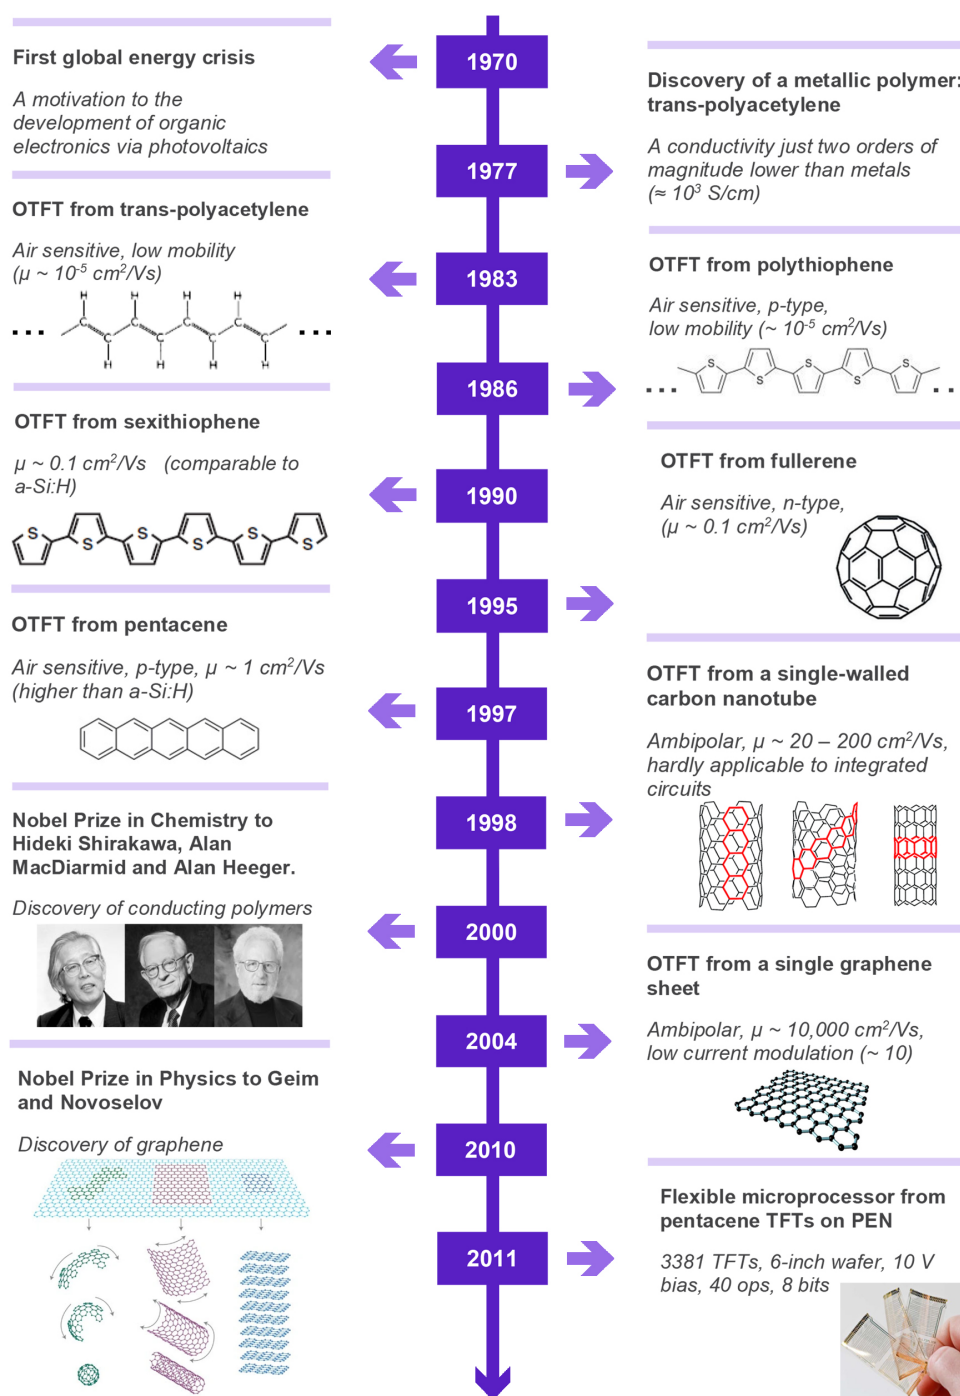 1970
First global energy crisis
A motivation to the
development of organic
electronics via photovoltaics
1977
Discovery of a metallic polymer:
trans-polyacetylene
A conductivity just two orders of
magnitude lower than metals
(≈ 10³ S/cm)
1983
OTFT from trans-polyacetylene
Air sensitive, low mobility
(μ ~ 10⁻⁵ cm²/Vs)
H H H H
C C C C
C C C C
H H H H
1986
OTFT from polythiophene
Air sensitive, p-type,
low mobility (~ 10⁻⁵ cm²/Vs)
S S S
S S
1990
OTFT from sexithiophene
μ ~ 0.1 cm²/Vs (comparable to
a-Si:H)
S S S
S S S
1995
OTFT from fullerene
Air sensitive, n-type,
(μ ~ 0.1 cm²/Vs)
1997
OTFT from pentacene
Air sensitive, p-type, μ ~ 1 cm²/Vs
(higher than a-Si:H)
1998
OTFT from a single-walled
carbon nanotube
Ambipolar, μ ~ 20 – 200 cm²/Vs,
hardly applicable to integrated
circuits
2000
Nobel Prize in Chemistry to
Hideki Shirakawa, Alan
MacDiarmid and Alan Heeger.
Discovery of conducting polymers
2004
OTFT from a single graphene
sheet
Ambipolar, μ ~ 10,000 cm²/Vs,
low current modulation (~ 10)
2010
Nobel Prize in Physics to Geim
and Novoselov
Discovery of graphene
2011
Flexible microprocessor from
pentacene TFTs on PEN
3381 TFTs, 6-inch wafer, 10 V
bias, 40 ops, 8 bits